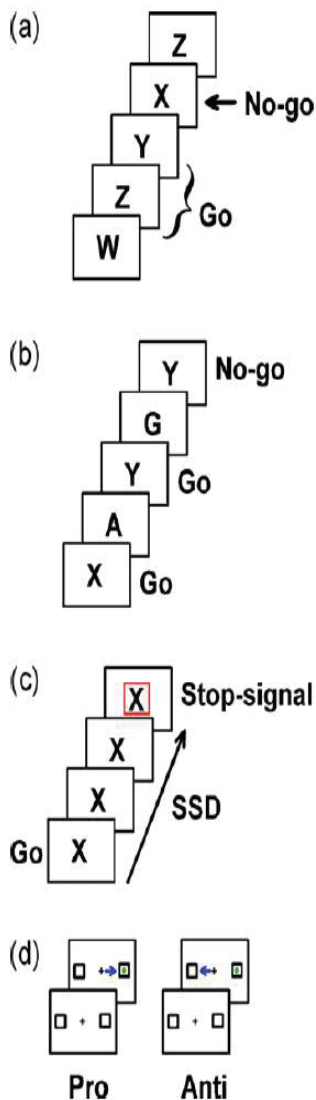 (a)
Z
X
No-go
Y
Z
Go
W
(b)
Y
No-go
G
Y
Go
A
X
Go
(c)
X
Stop-signal
X
X
SSD
Go
X
(d)
+
+
+
+
Pro
Anti